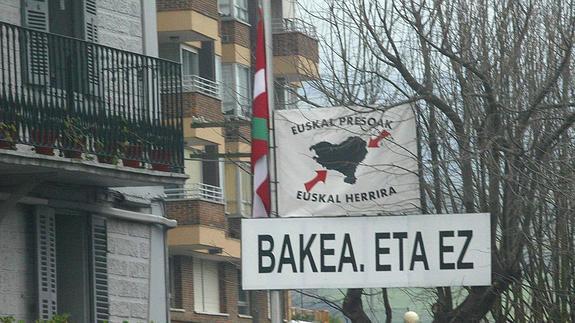 EUSKAL PRESOAK
EUSKAL HERRIRA
BAKEA. ETA EZ